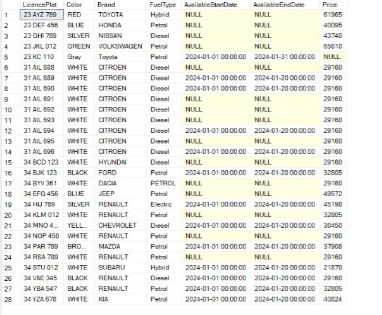 LicencePlat Color Brand FuelType AvailableStartDate AvailableEndDate Price
1 23 AYZ 789 RED TOYOTA Hybrid NULL NULL 61965
2 23 DEF 456 BLUE HONDA Petrol NULL NULL 40095
3 23 GHI 789 SILVER NISSAN Diesel NULL NULL 43740
4 23 JKL 012 GREEN VOLKSWAGEN Petrol NULL NULL 65610
5 23 KC 110 Gray Toyota Petrol 2024-01-01 00:00:00 2024-01-31 00:00:00 NULL
6 31 AIL 688 WHITE CITROEN Diesel NULL NULL 29160
7 31 AIL 689 WHITE CITROEN Diesel 2024-01-01 00:00:00 2024-01-20 00:00:00 29160
8 31 AIL 690 WHITE CITROEN Diesel 2024-01-01 00:00:00 2024-01-20 00:00:00 29160
9 31 AIL 691 WHITE CITROEN Diesel NULL NULL 29160
10 31 AIL 692 WHITE CITROEN Diesel NULL NULL 29160
11 31 AIL 693 WHITE CITROEN Diesel NULL NULL 29160
12 31 AIL 694 WHITE CITROEN Diesel 2024-01-01 00:00:00 2024-01-20 00:00:00 29160
13 31 AIL 695 WHITE CITROEN Diesel NULL NULL 29160
14 31 AIL 696 WHITE CITROEN Diesel 2024-01-01 00:00:00 2024-01-20 00:00:00 29160
15 34 BCD 123 WHITE HYUNDAI Diesel NULL NULL 29160
16 34 BJK 123 BLACK FORD Petrol 2024-01-01 00:00:00 2024-01-20 00:00:00 32805
17 34 BYV 361 WHITE DACIA PETROL NULL NULL 29160
18 34 EFG 456 BLUE JEEP Petrol NULL NULL 49572
19 34 HIJ 789 SILVER RENAULT Electric 2024-01-01 00:00:00 2024-01-20 00:00:00 45198
20 34 KLM 012 WHITE RENAULT Petrol NULL NULL 32805
21 34 MNO 4... YELL... CHEVROLET Diesel 2024-01-01 00:00:00 2024-01-20 00:00:00 36450
22 34 NOP 456 WHITE RENAULT Petrol NULL NULL 29160
23 34 PAR 789 BRO... MAZDA Petrol 2024-01-01 00:00:00 2024-01-20 00:00:00 37908
24 34 RSA 789 WHITE RENAULT Petrol NULL NULL 29160
25 34 STU 012 WHITE SUBARU Hybrid 2024-01-01 00:00:00 2024-01-20 00:00:00 21870
26 34 VAE 345 BLACK RENAULT Diesel 2024-01-01 00:00:00 2024-01-20 00:00:00 29160
27 34 YBA 547 BLACK RENAULT Petrol 2024-01-01 00:00:00 2024-01-20 00:00:00 32805
28 34 YZA 678 WHITE KIA Petrol 2024-01-01 00:00:00 2024-01-20 00:00:00 40824